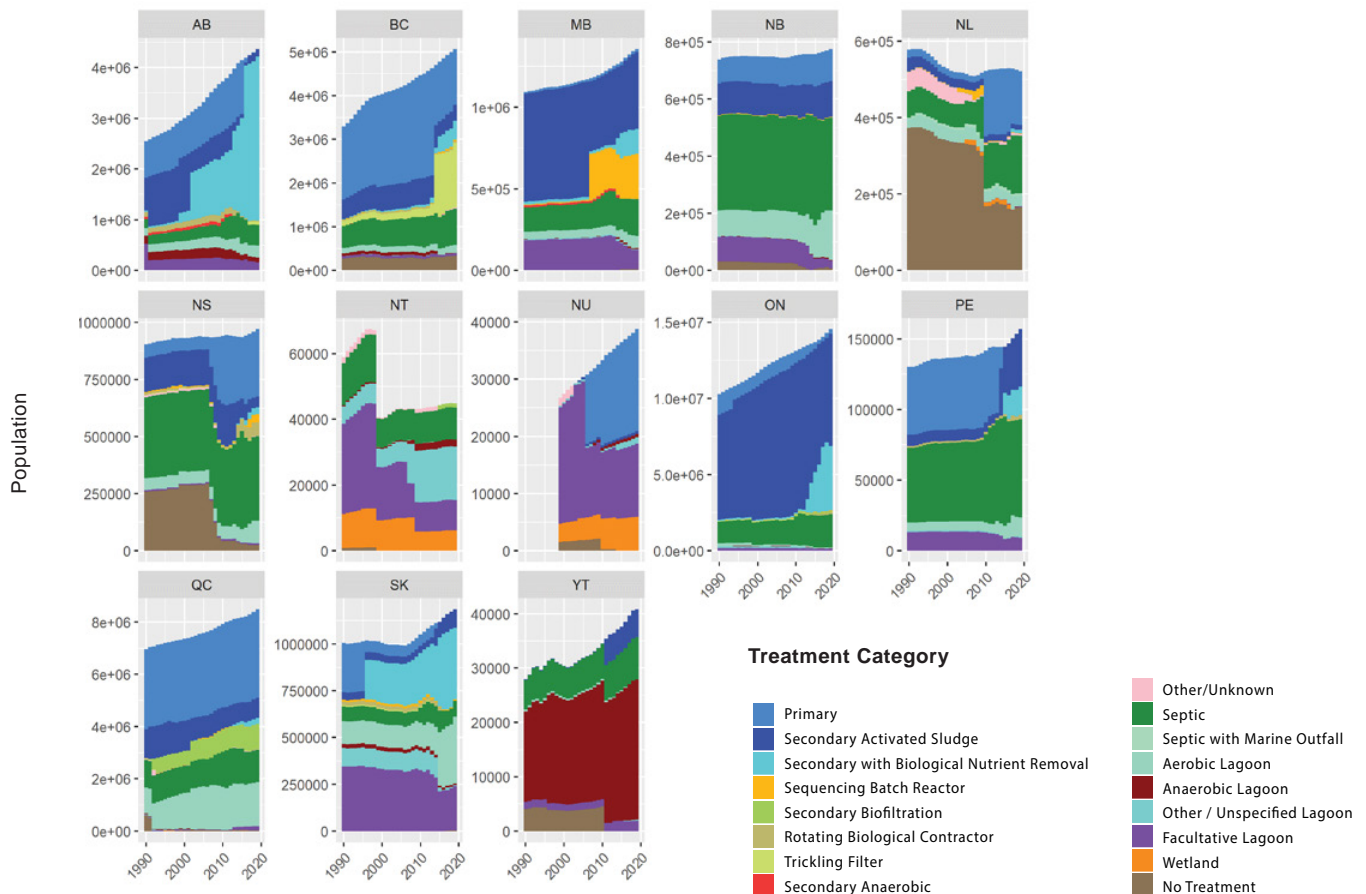 AB
BC
MB
NB
NL
4e+06
3e+06
2e+06
1e+06
0e+00
5e+06
4e+06
3e+06
2e+06
1e+06
0e+00
1e+06
5e+05
0e+00
8e+05
6e+05
4e+05
2e+05
0e+00
6e+05
4e+05
2e+05
0e+00
NS
NT
NU
ON
PE
Population
1000000
750000
500000
250000
0
60000
40000
20000
0
40000
30000
20000
10000
0
1.5e+07
1.0e+07
5.0e+06
0.0e+00
150000
100000
50000
0
1990
2000
2010
2020
1990
2000
2010
2020
QC
SK
YT
8e+06
6e+06
4e+06
2e+06
0e+00
1000000
750000
500000
250000
0
40000
30000
20000
10000
0
1990
2000
2010
2020
1990
2000
2010
2020
1990
2000
2010
2020
Treatment Category
Primary
Secondary Activated Sludge
Secondary with Biological Nutrient Removal
Sequencing Batch Reactor
Secondary Biofiltration
Rotating Biological Contractor
Trickling Filter
Secondary Anaerobic
Other/Unknown
Septic
Septic with Marine Outfall
Aerobic Lagoon
Anaerobic Lagoon
Other / Unspecified Lagoon
Facultative Lagoon
Wetland
No Treatment